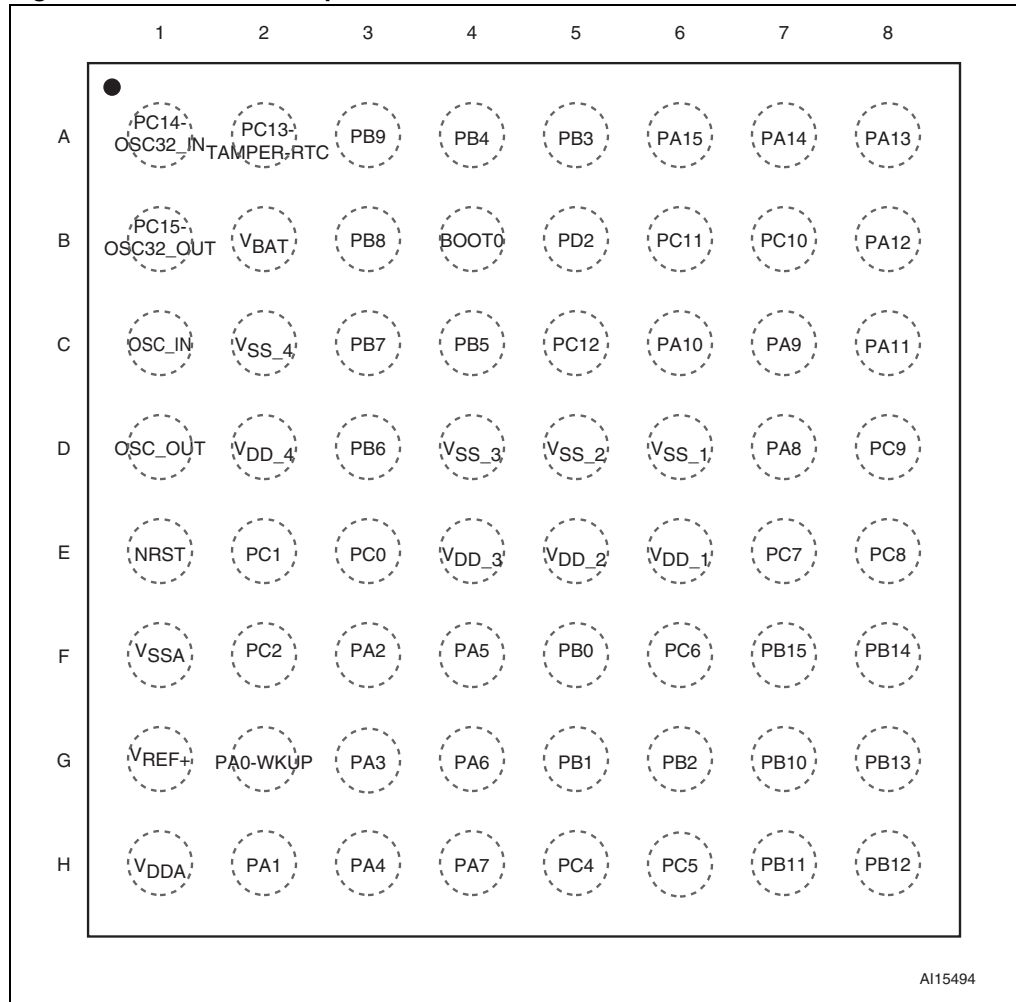 1 2 3 4 5 6 7 8
A PC14-OSC32_IN PC13-TAMPER-RTC PB9 PB4 PB3 PA15 PA14 PA13
B PC15-OSC32_OUT VBAT PB8 BOOT0 PD2 PC11 PC10 PA12
C OSC_IN VSS_4 PB7 PB5 PC12 PA10 PA9 PA11
D OSC_OUT VDD_4 PB6 VSS_3 VSS_2 VSS_1 PA8 PC9
E NRST PC1 PC0 VDD_3 VDD_2 VDD_1 PC7 PC8
F VSSA PC2 PA2 PA5 PB0 PC6 PB15 PB14
G VREF+ PA0-WKUP PA3 PA6 PB1 PB2 PB10 PB13
H VDDA PA1 PA4 PA7 PC4 PC5 PB11 PB12
AI15494